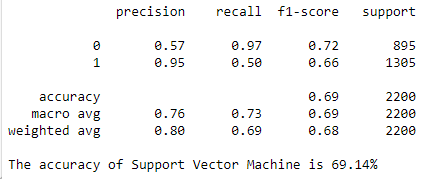 precision recall f1-score support
0 0.57 0.97 0.72 895
1 0.95 0.50 0.66 1305
accuracy 0.69 2200
macro avg 0.76 0.73 0.69 2200
weighted avg 0.80 0.69 0.68 2200
The accuracy of Support Vector Machine is 69.14%